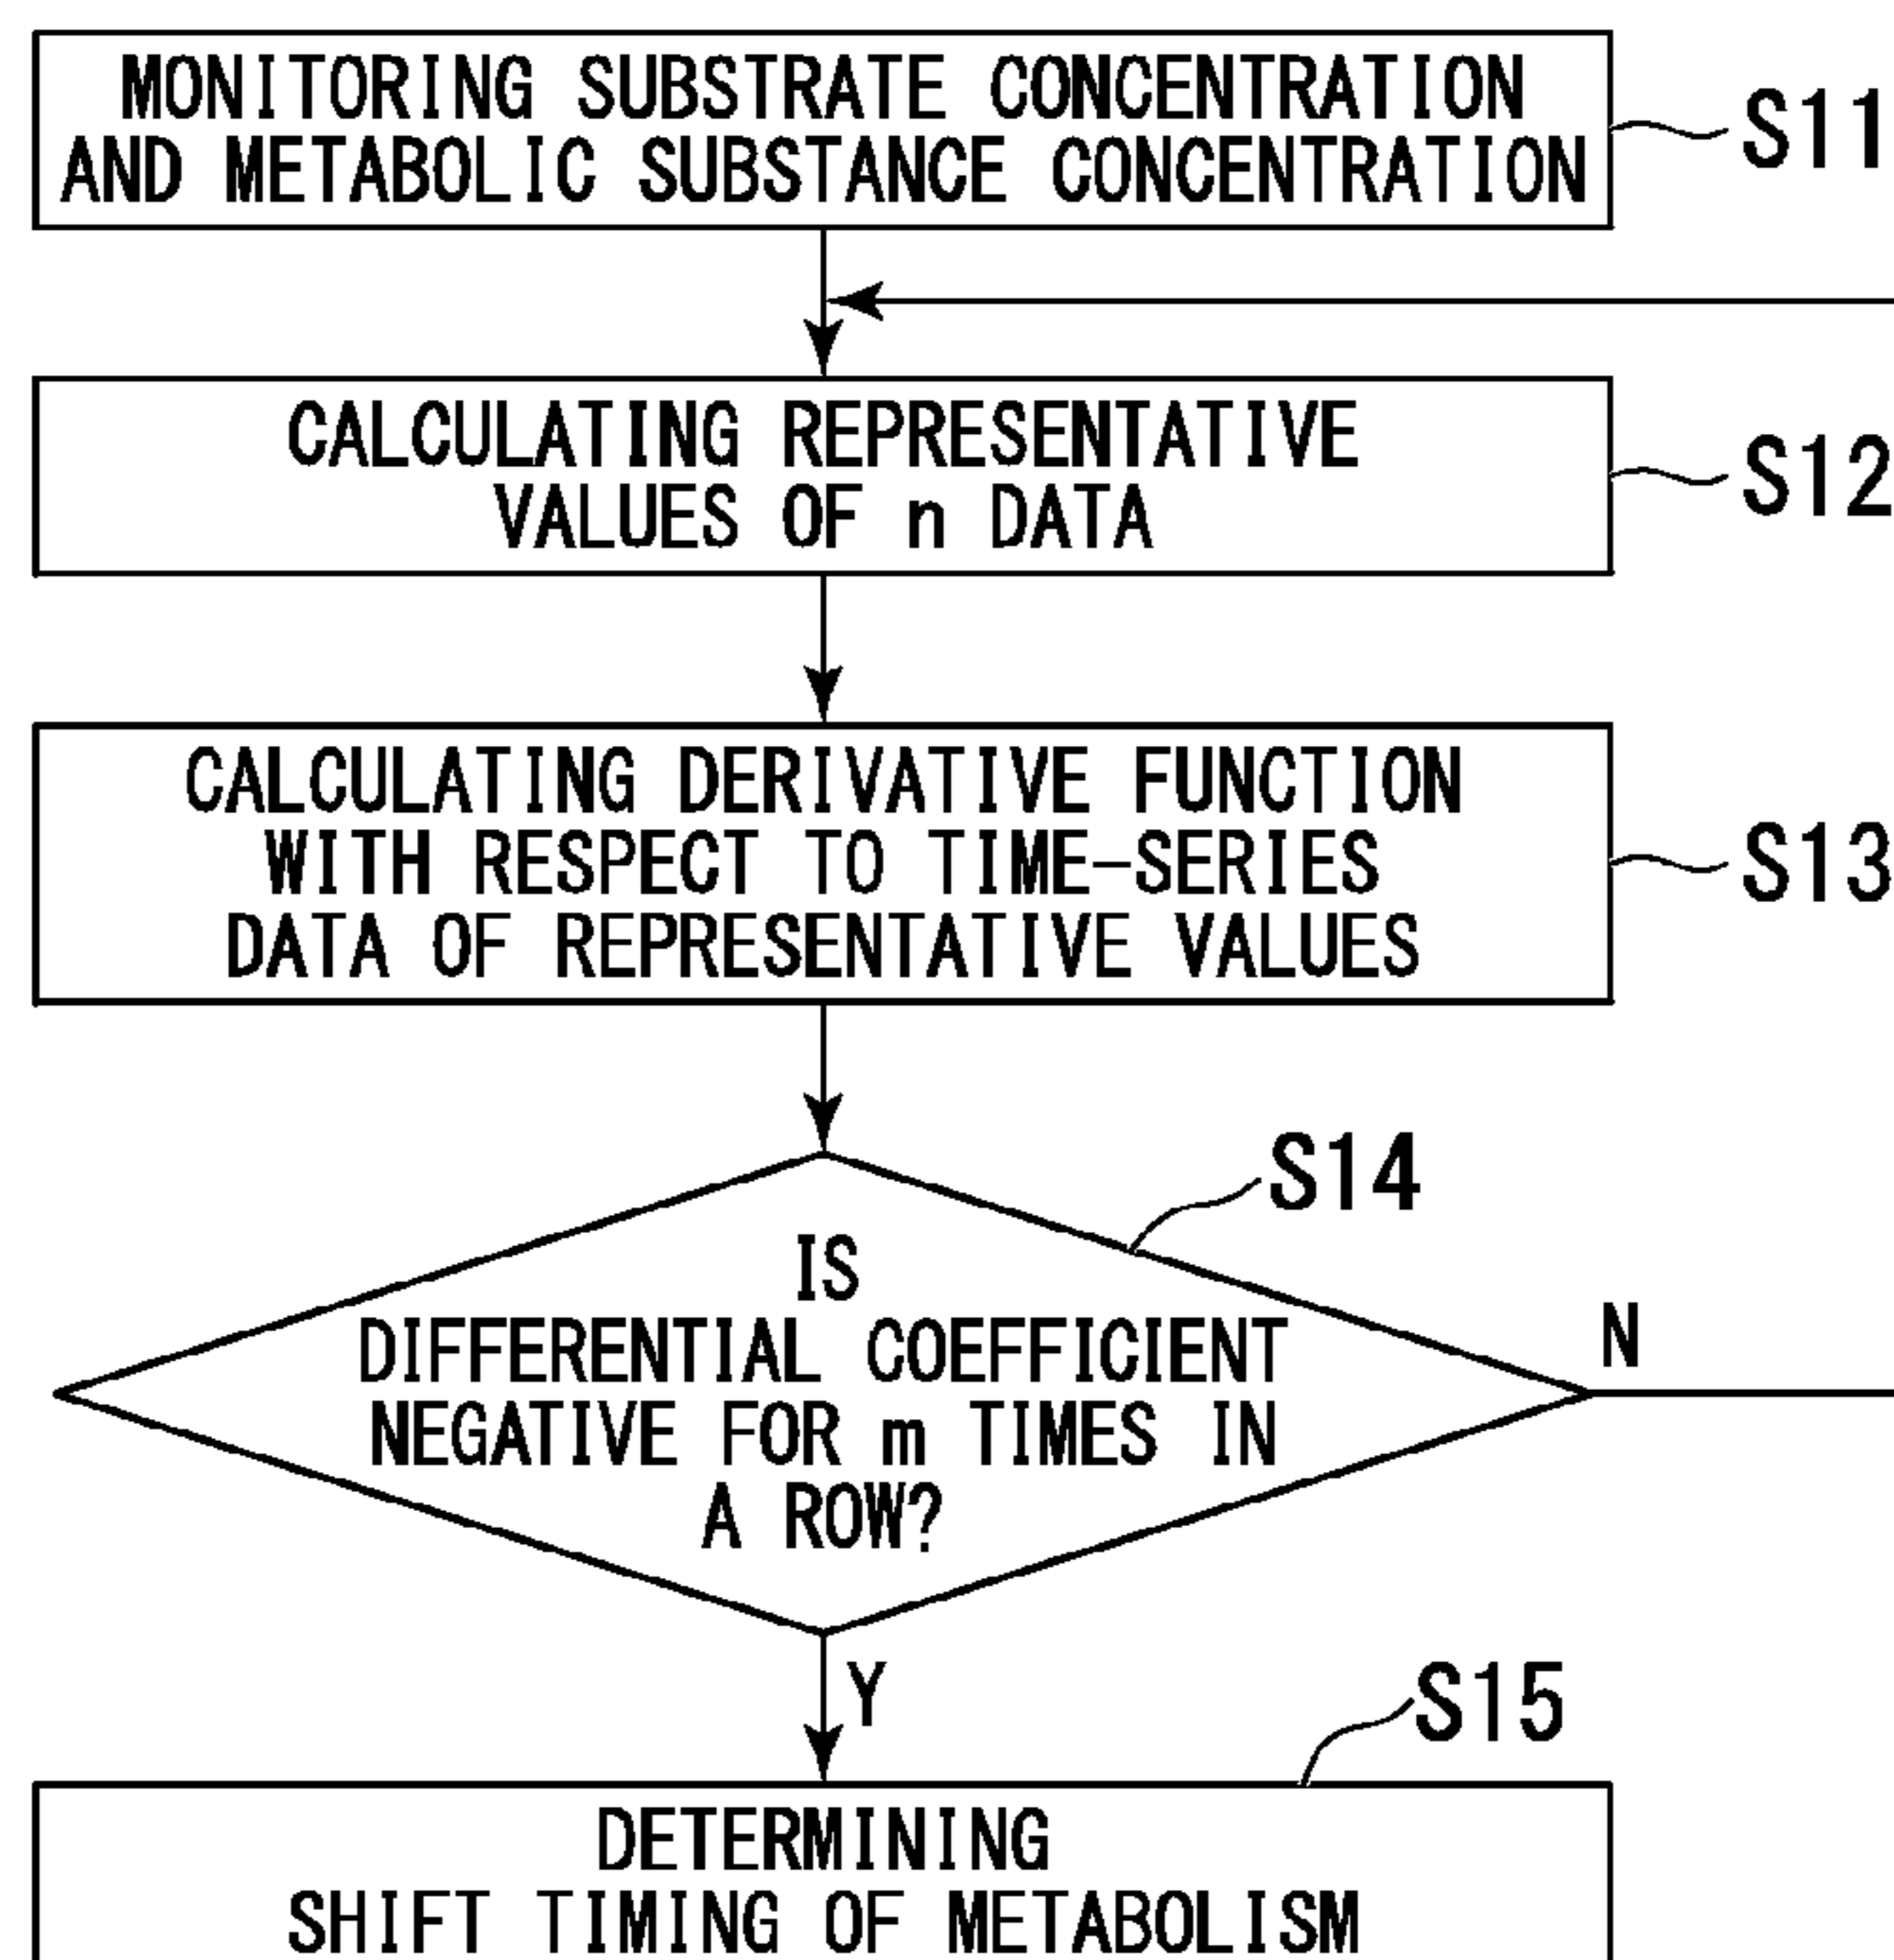 MONITORING SUBSTRATE CONCENTRATION
AND METABOLIC SUBSTANCE CONCENTRATION
S11
CALCULATING REPRESENTATIVE
VALUES OF n DATA
S12
CALCULATING DERIVATIVE FUNCTION
WITH RESPECT TO TIME-SERIES
DATA OF REPRESENTATIVE VALUES
S13
S14
IS
DIFFERENTIAL COEFFICIENT
NEGATIVE FOR m TIMES IN
A ROW?
N
Y
S15
DETERMINING
SHIFT TIMING OF METABOLISM